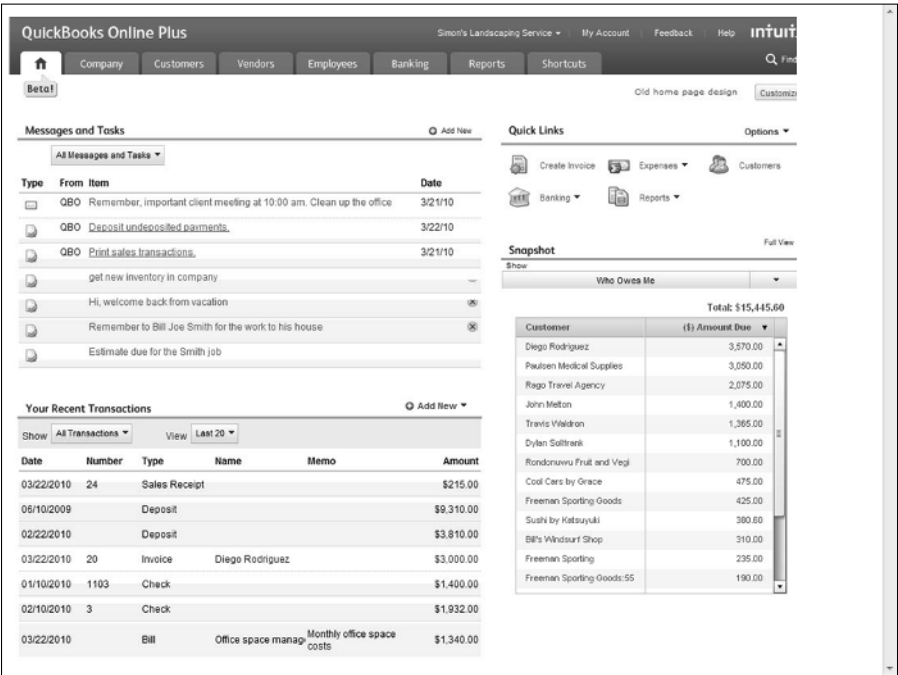 QuickBooks Online Plus
Simon's Landscaping Service My Account Feedback Help intuit.
Company Customers Vendors Employees Banking Reports Shortcuts Find
Beta!
Old home page design Customiz
Messages and Tasks Add New
All Messages and Tasks
Type From Item Date
QBO Remember, important client meeting at 10:00 am. Clean up the office 3/21/10
QBO Deposit undeposited payments. 3/22/10
QBO Print sales transactions. 3/21/10
get new inventory in company
Hi, welcome back from vacation
Remember to Bill Joe Smith for the work to his house
Estimate due for the Smith job
Your Recent Transactions Add New
Show All Transactions View Last 20
Date Number Type Name Memo Amount
03/22/2010 24 Sales Receipt $215.00
06/10/2009 Deposit $9,310.00
02/22/2010 Deposit $3,810.00
03/22/2010 20 Invoice Diego Rodriguez $3,000.00
01/10/2010 1103 Check $1,400.00
02/10/2010 3 Check $1,932.00
03/22/2010 Bill Office space manag Monthly office space $1,340.00
costs
Quick Links Options
Create Invoice Expenses Customers
Banking Reports
Snapshot Full View
Show
Who Owes Me
Total: $15,445.60
Customer ($) Amount Due
Diego Rodriguez 3,570.00
Paulsen Medical Supplies 3,050.00
Rago Travel Agency 2,075.00
John Melton 1,400.00
Travis Waldron 1,365.00
Dylan Solltrank 1,100.00
Rondonuwu Fruit and Vegi 700.00
Cool Cars by Grace 475.00
Freeman Sporting Goods 425.00
Sushi by Katsuyuki 380.60
Bill's Windsurf Shop 310.00
Freeman Sporting 235.00
Freeman Sporting Goods:55 190.00